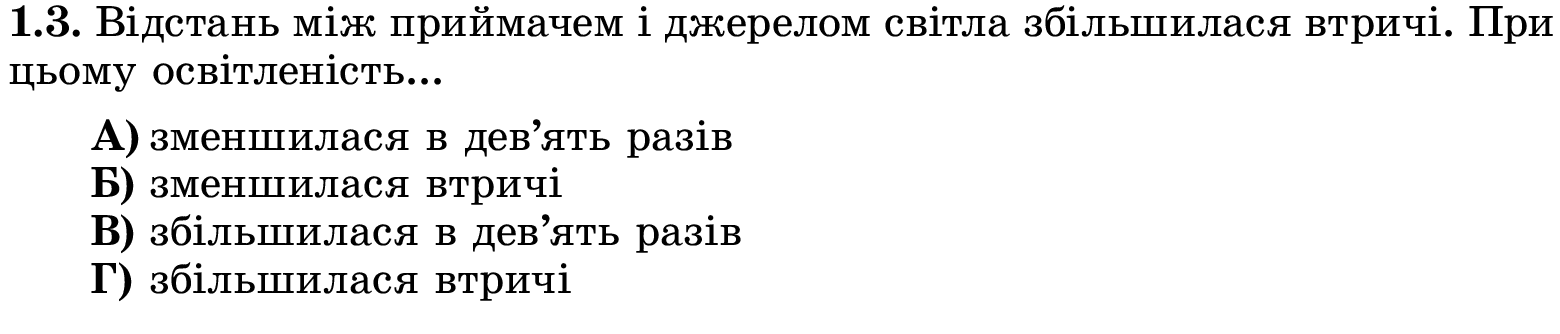 1.3. Відстань між приймачем і джерелом світла збільшилася втричі. При
цьому освітленість...
А) зменшилася в дев’ять разів
Б) зменшилася втричі
В) збільшилася в дев’ять разів
Г) збільшилася втричі